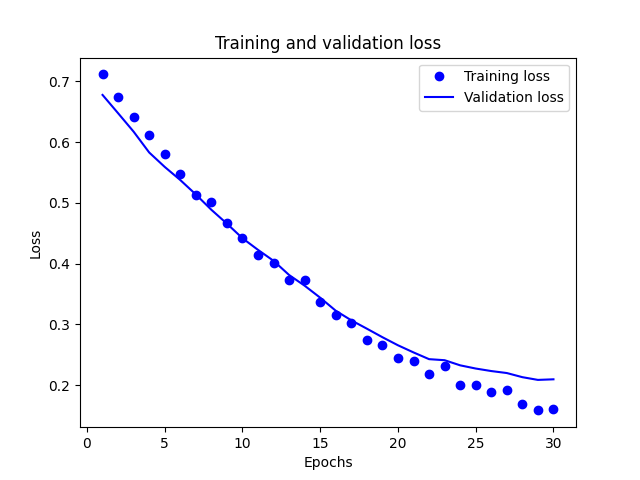 Training and validation loss
Training loss
Validation loss
0.7
0.6
0.5
0.4
0.3
0.2
Loss
0 5 10 15 20 25 30
Epochs